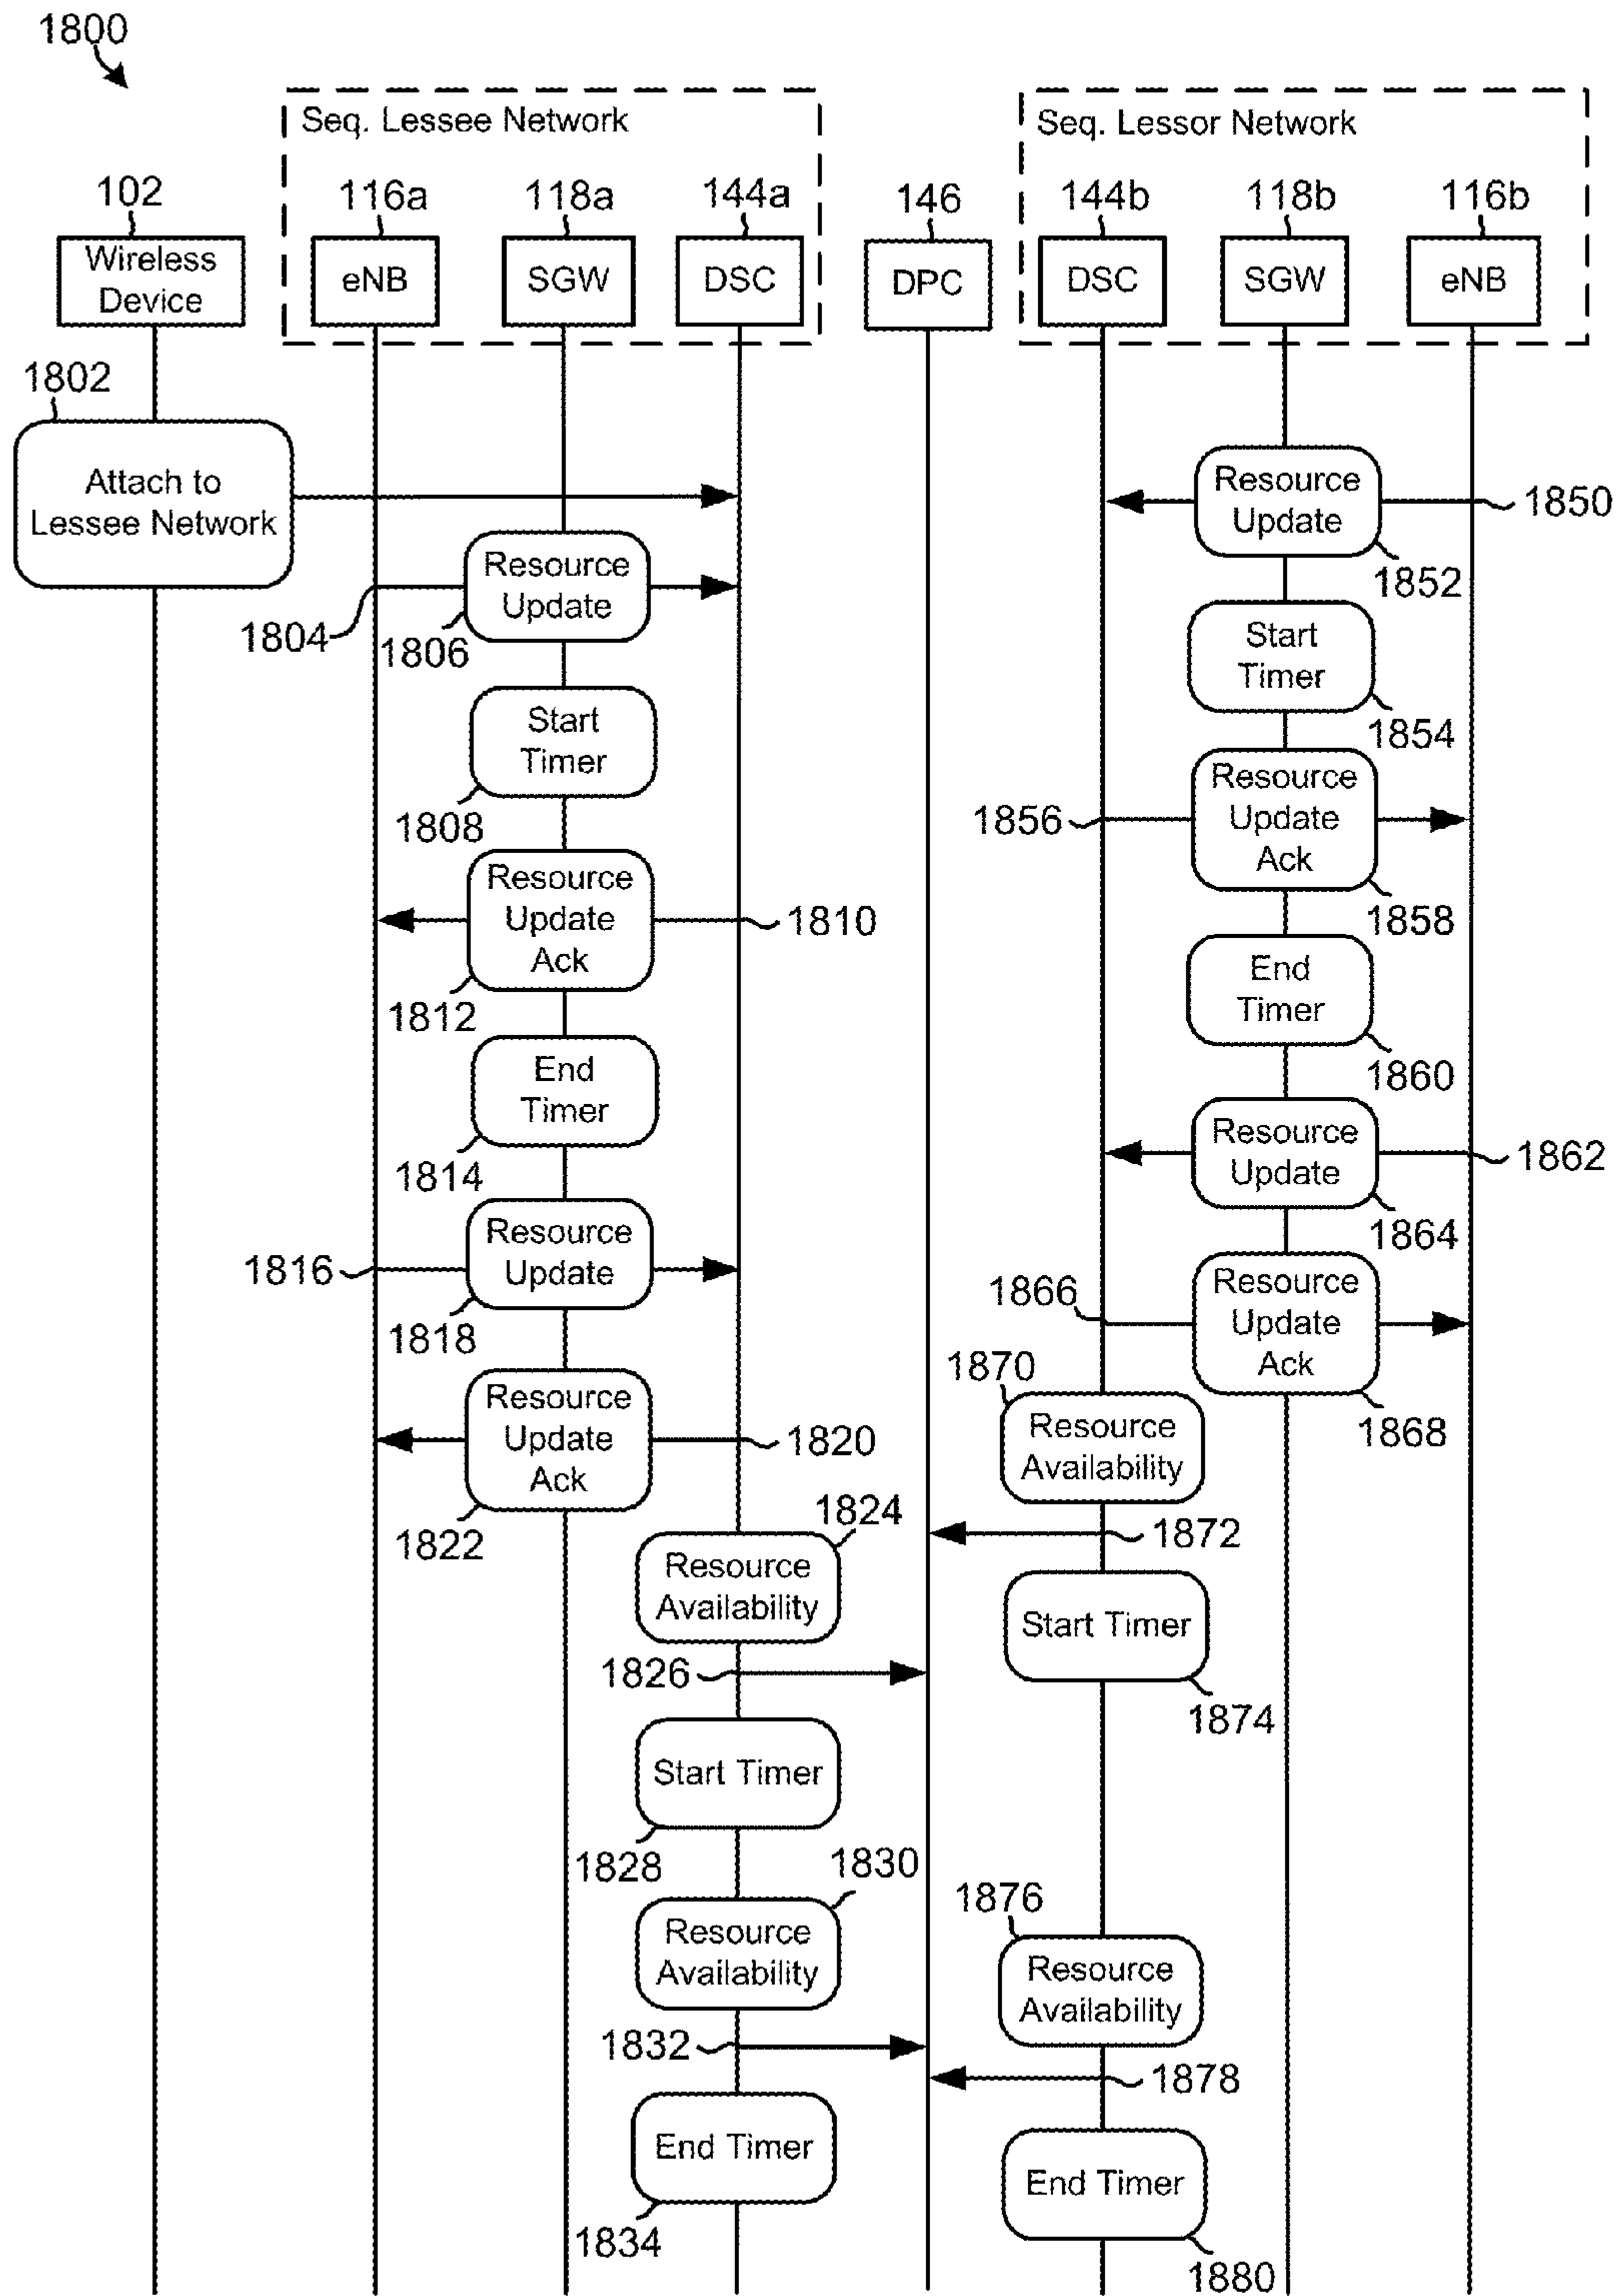 1800
Seq. Lessee Network
Seq. Lessor Network
102
116a
118a
144a
146
144b
118b
116b
Wireless
Device
eNB
SGW
DSC
DPC
DSC
SGW
eNB
1802
Attach to
Lessee Network
Resource
Update
1850
1852
Resource
Update
1804
1806
Start
Timer
1854
Start
Timer
1808
Resource
Update
Ack
1856
1858
Resource
Update
Ack
1810
1812
End
Timer
1860
End
Timer
1814
Resource
Update
1862
1864
Resource
Update
1816
1818
Resource
Update
Ack
1866
1868
Resource
Update
Ack
1820
1822
1870
Resource
Availability
1872
1824
Resource
Availability
1826
Start Timer
1874
Start Timer
1828
1830
Resource
Availability
1876
Resource
Availability
1832
1878
End Timer
1834
End Timer
1880